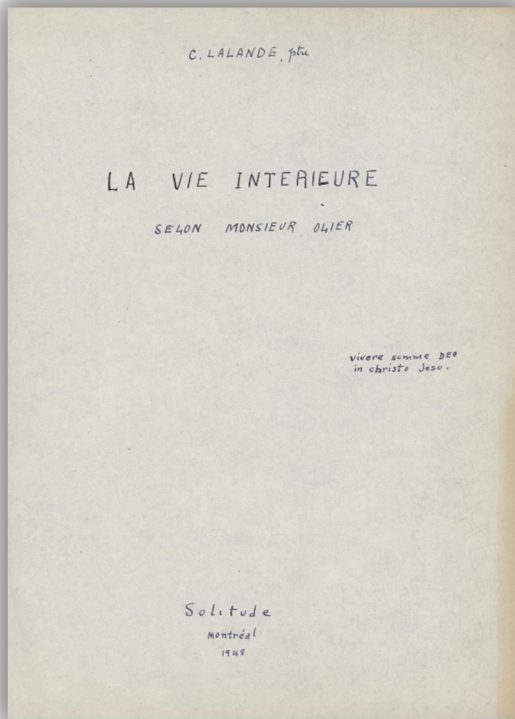 C. LALANDE, ptre
LA VIE INTERIEURE
SELON MONSIEUR OLIER
vivere summe DEO
in christo Jesu.
Solitude
Montréal
1948